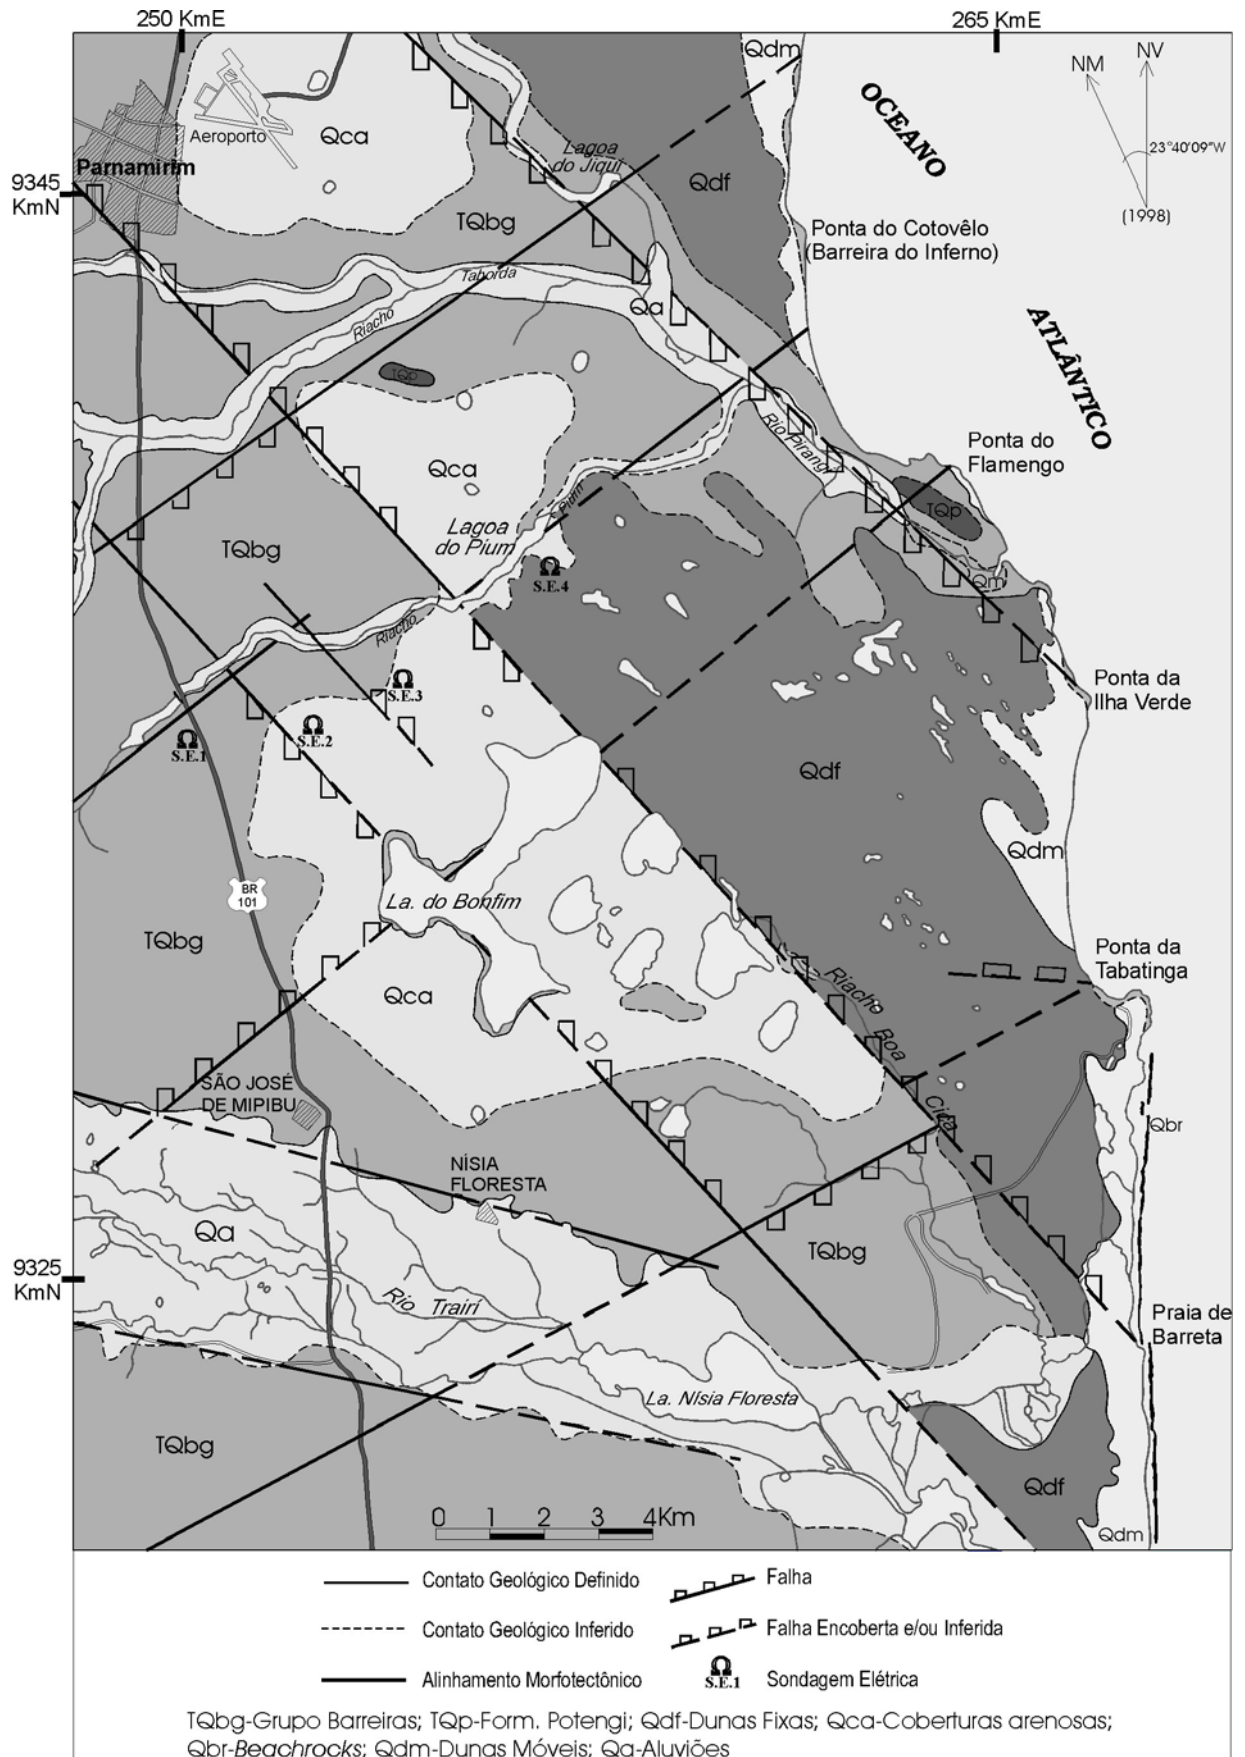 250 KmE
265 KmE
Qdm
NM
NV
OCEANO
Aeroporto
Qca
Lagoa
do Jiquí
23°40'09"W
Parnamirim
9345
KmN
Qdf
TQbg
(1998)
Ponta do Cotovêlo
(Barreira do Inferno)
Taborda
Riacho
Qa
ATLÂNTICO
TQp
Rio Pirangi
Ponta do
Flamengo
Qca
Pium
TQp
Lagoa
do Pium
TQbg
S.E.4
Qm
Riacho
S.E.3
Ponta da
Ilha Verde
S.E.2
S.E.1
Qdf
Qdm
BR
101
La. do Bonfim
TQbg
Ponta da
Tabatinga
Qca
Riacho Boa Cica
SÃO JOSÉ
DE MIPIBU
Qbr
NÍSIA
FLORESTA
Qa
TQbg
9325
KmN
Rio Trairí
Praia de
Barreta
La. Nísia Floresta
TQbg
Qdf
0 1 2 3 4Km
Qdm
Contato Geológico Definido
Falha
Contato Geológico Inferido
Falha Encoberta e/ou Inferida
Alinhamento Morfotectônico
S.E.1
Sondagem Elétrica
TQbg-Grupo Barreiras; TQp-Form. Potengi; Qdf-Dunas Fixas; Qca-Coberturas arenosas;
Qbr-Beachrocks; Qdm-Dunas Móveis; Qa-Aluviões